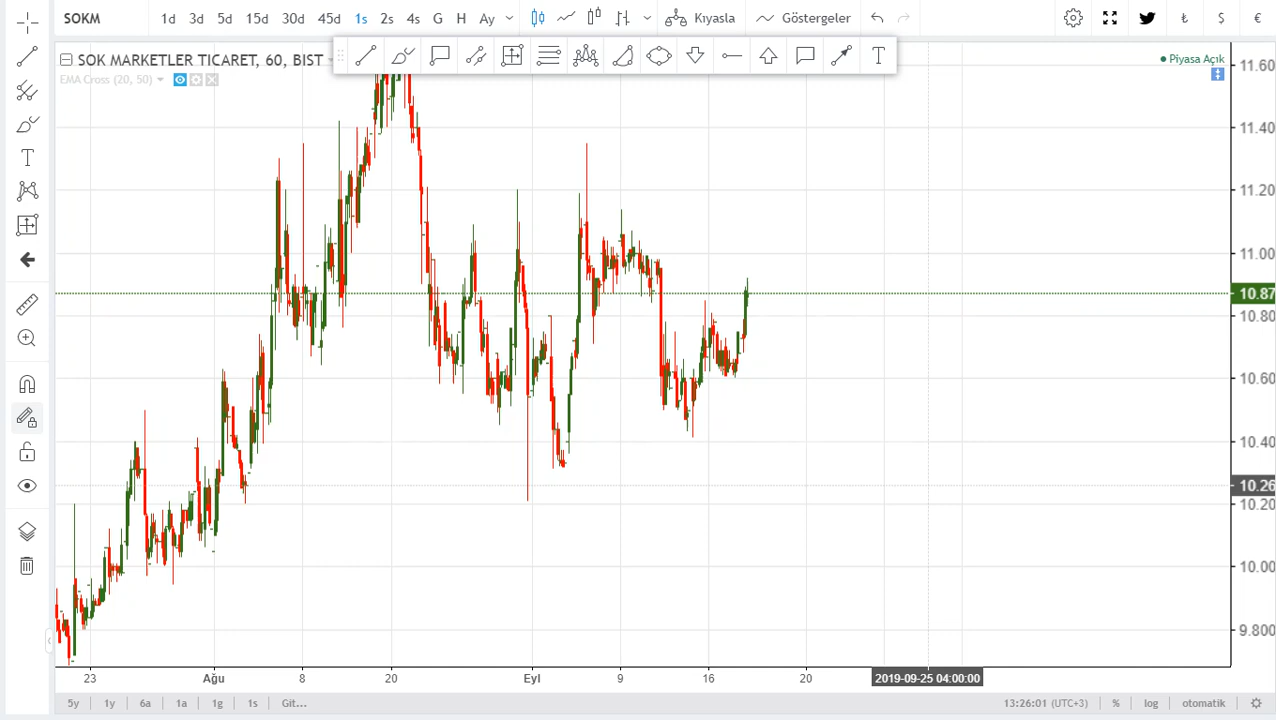 SOKM 1d 3d 5d 15d 30d 45d 1s 2s 4s G H Ay Kıyasla Göstergeler ₺ $ €
SOK MARKETLER TICARET, 60, BIST
EMA Cross (20, 50)
Piyasa Açık
11.60
11.40
11.20
11.00
10.87
10.80
10.60
10.40
10.26
10.20
10.00
9.800
23 Ağu 8 20 Eyl 9 16 20 2019-09-25 04:00:00
5y 1y 6a 1a 1g 1s Git... 13:26:01 (UTC+3) % log otomatik